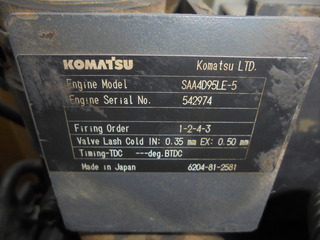 KOMATSU Komatsu LTD.
Engine Model SAA4D95LE-5
Engine Serial No. 542974
Firing Order 1-2-4-3
Valve Lash Cold IN: 0.35 mm EX: 0.50 mm
Timing-TDC ---deg.BTDC
Made in Japan 6204-81-2581